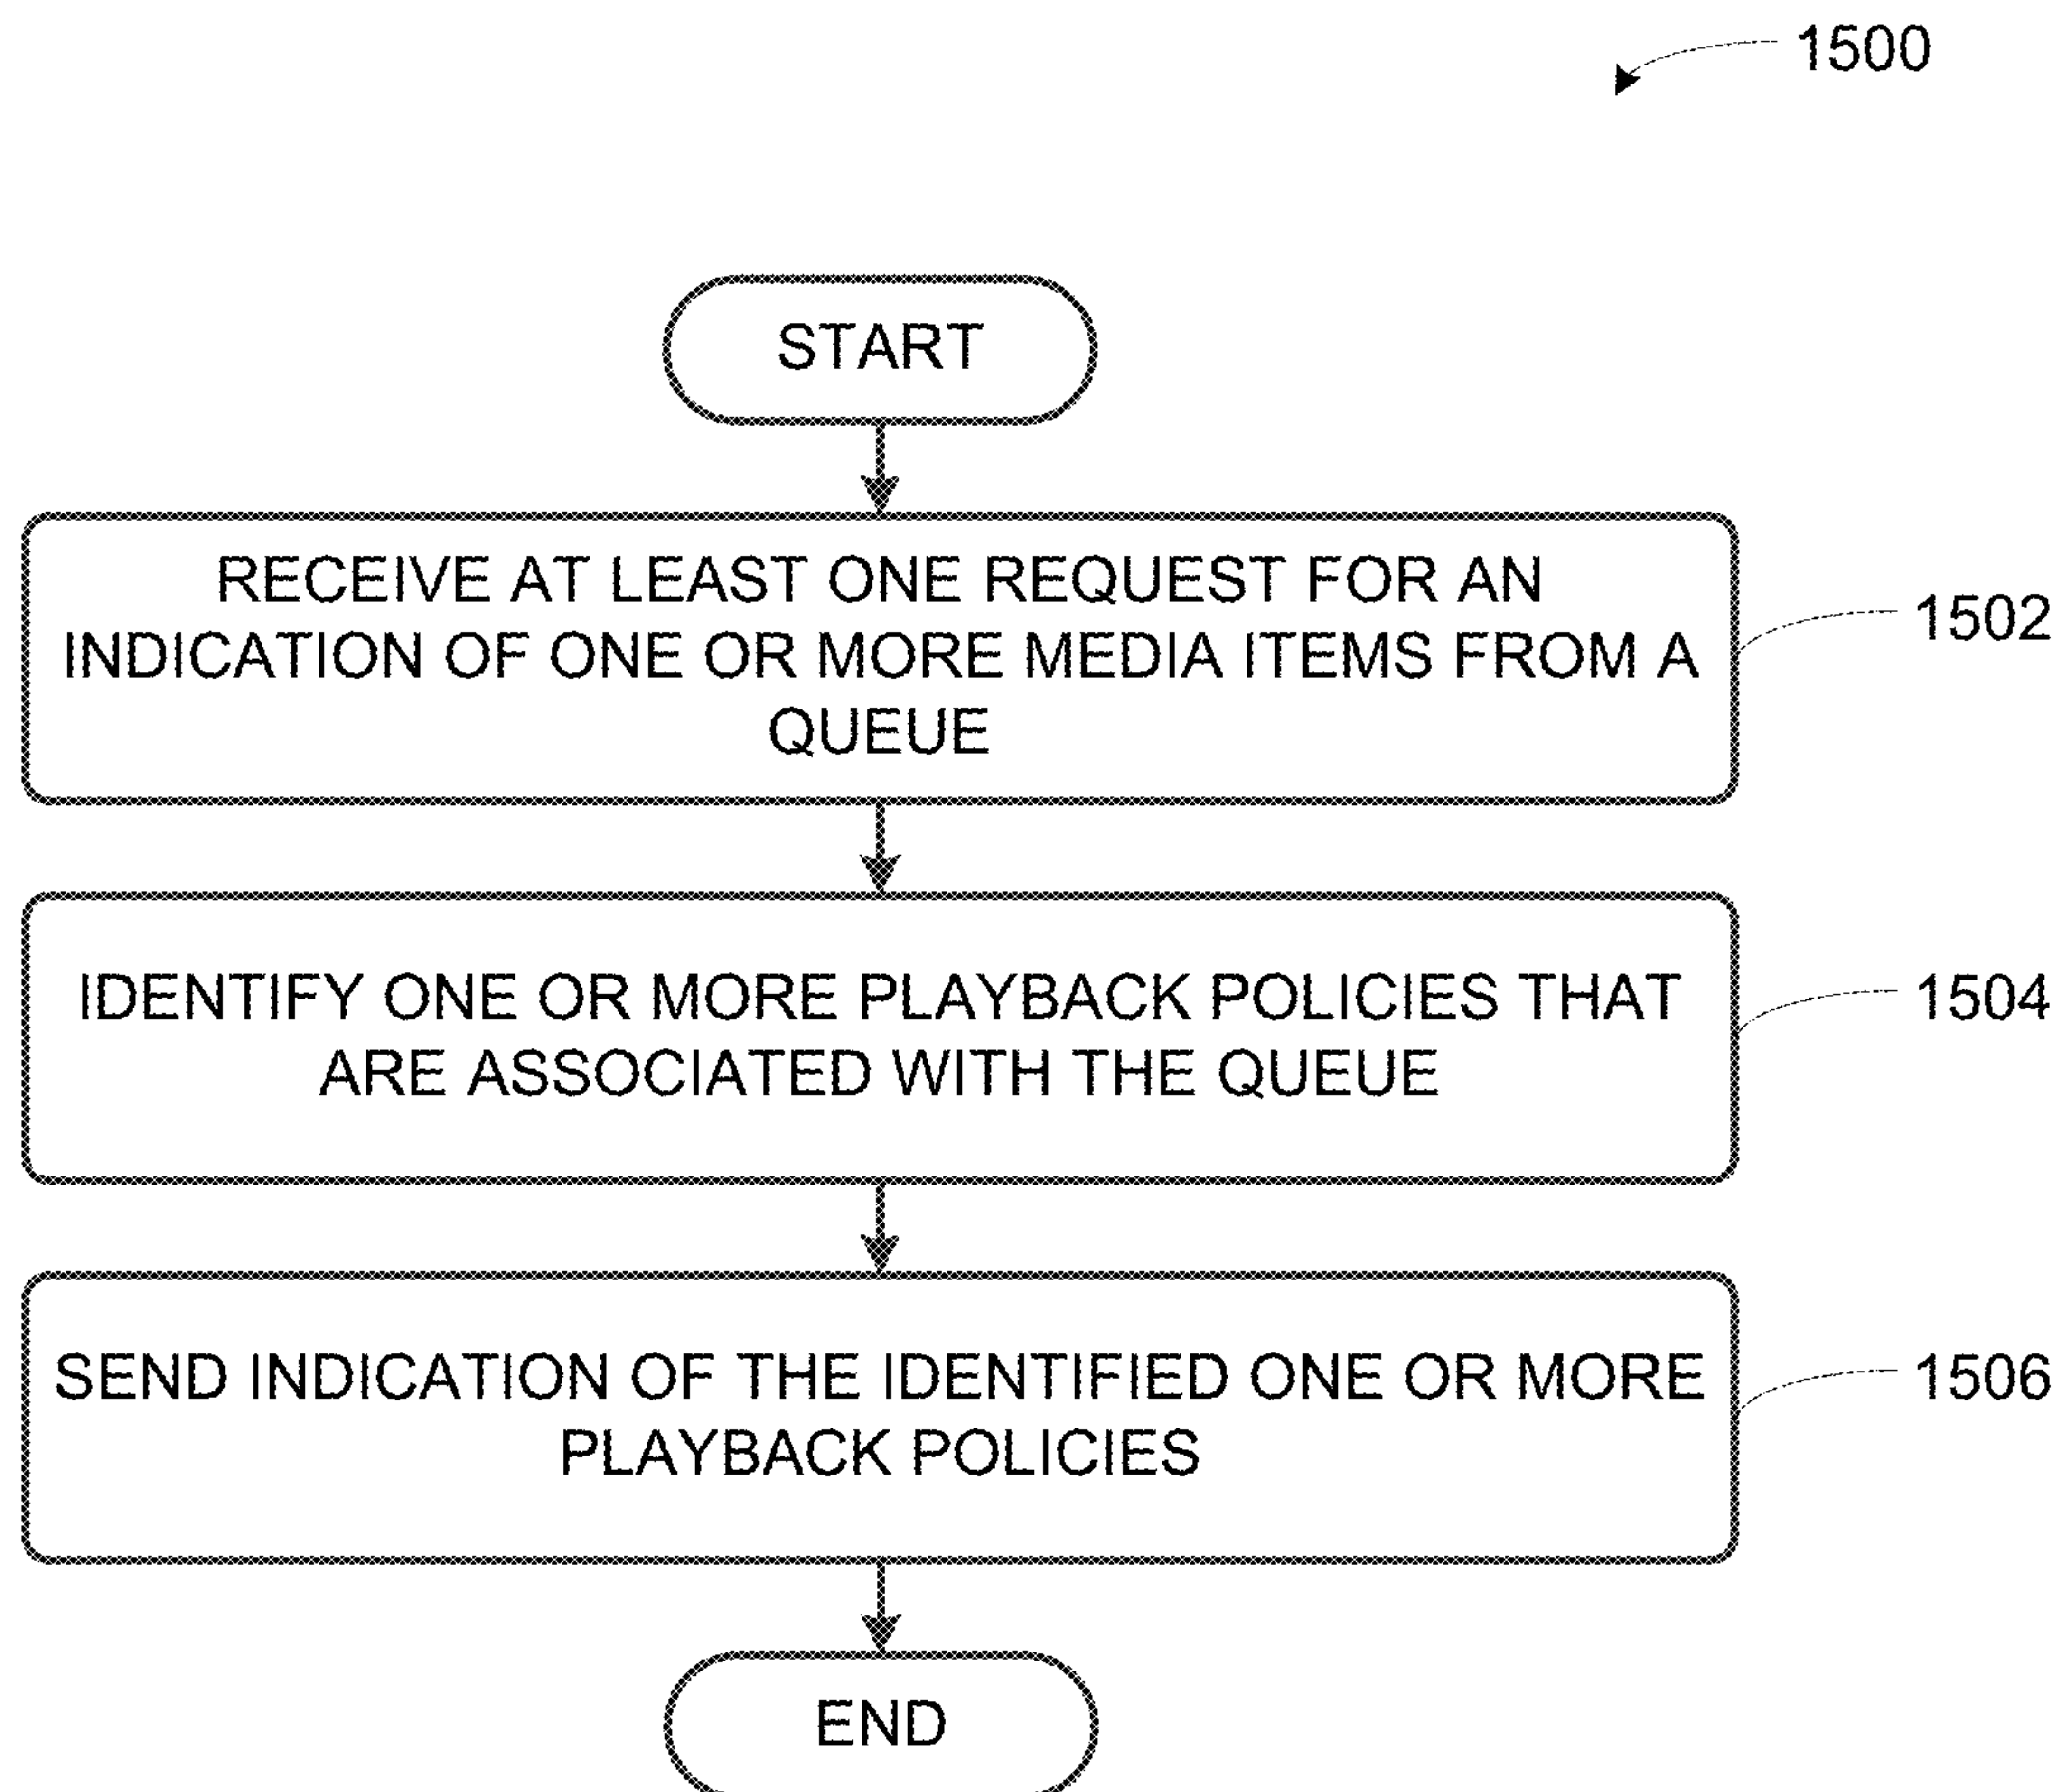 1500
START
RECEIVE AT LEAST ONE REQUEST FOR AN
INDICATION OF ONE OR MORE MEDIA ITEMS FROM A
QUEUE
1502
IDENTIFY ONE OR MORE PLAYBACK POLICIES THAT
ARE ASSOCIATED WITH THE QUEUE
1504
SEND INDICATION OF THE IDENTIFIED ONE OR MORE
PLAYBACK POLICIES
1506
END